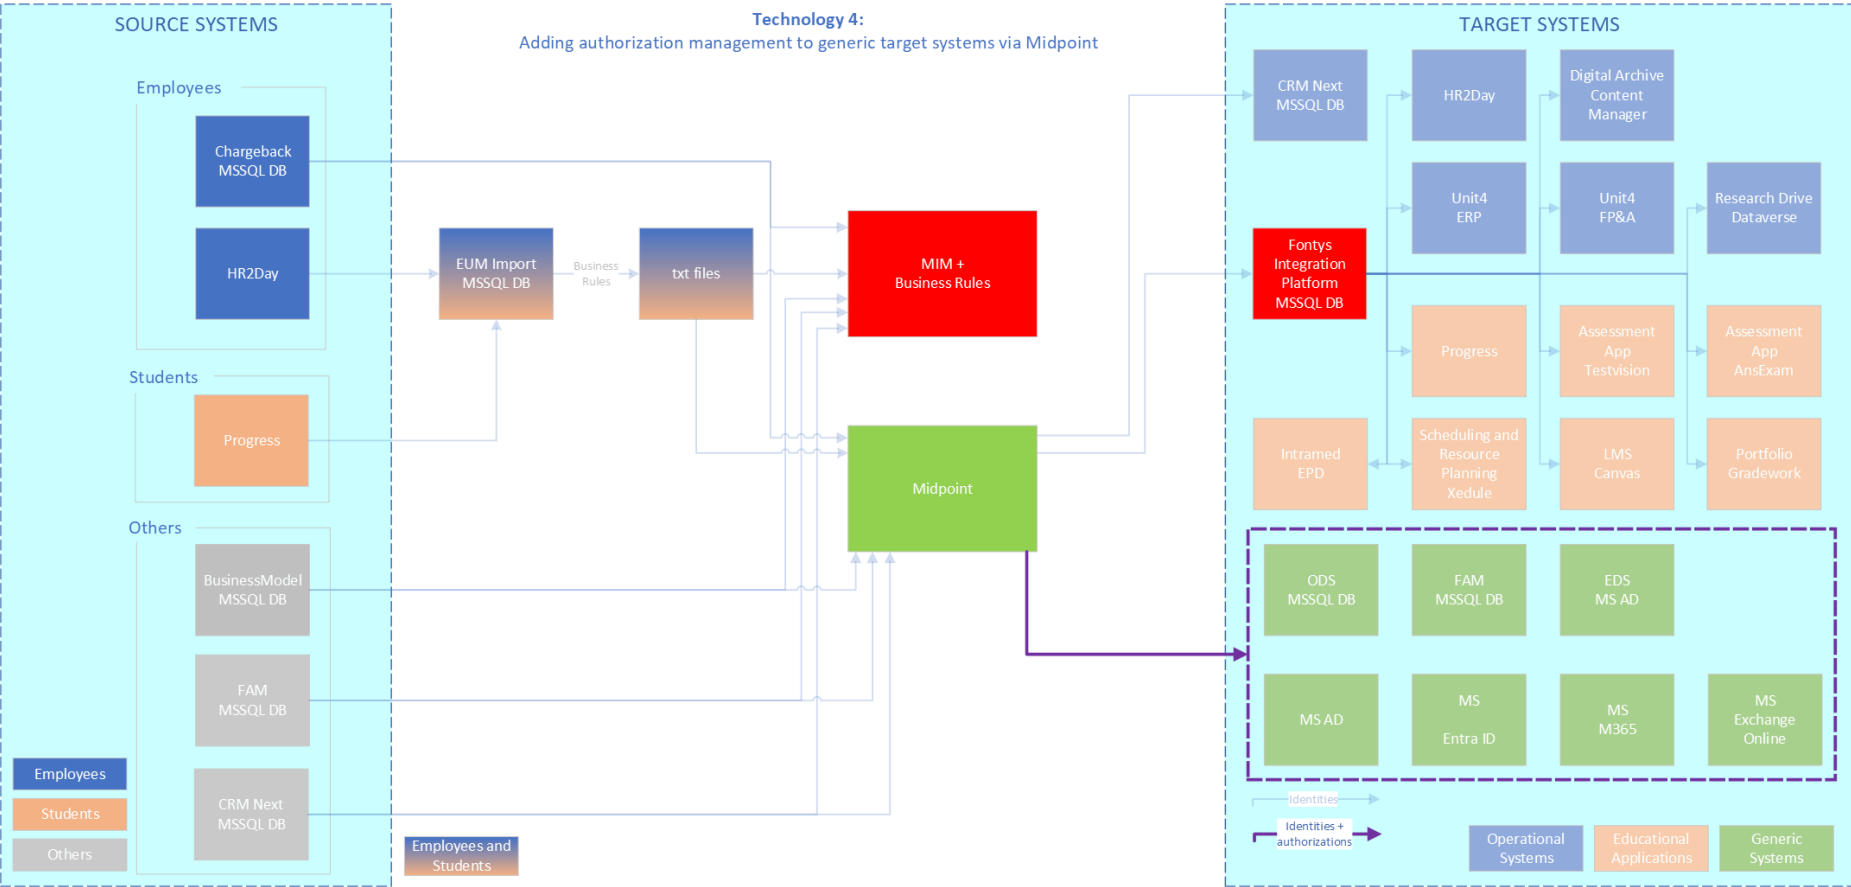 SOURCE SYSTEMS
Technology 4:
Adding authorization management to generic target systems via Midpoint
TARGET SYSTEMS
Employees
Chargeback
MSSQL DB
HR2Day
Students
Progress
Others
BusinessModel
MSSQL DB
FAM
MSSQL DB
CRM Next
MSSQL DB
Employees
Students
Others
EUM Import
MSSQL DB
Business
Rules
txt files
Employees and
Students
MIM +
Business Rules
Midpoint
CRM Next
MSSQL DB
HR2Day
Digital Archive
Content
Manager
Unit4
ERP
Unit4
FP&A
Research Drive
Dataverse
Fontys
Integration
Platform
MSSQL DB
Progress
Assessment
App
Testvision
Assessment
App
AnsExam
Intramed
EPD
Scheduling and
Resource
Planning
Xedule
LMS
Canvas
Portfolio
Gradework
ODS
MSSQL DB
FAM
MSSQL DB
EDS
MS AD
MS AD
MS
Entra ID
MS
M365
MS
Exchange
Online
Identities
Identities +
authorizations
Operational
Systems
Educational
Applications
Generic
Systems